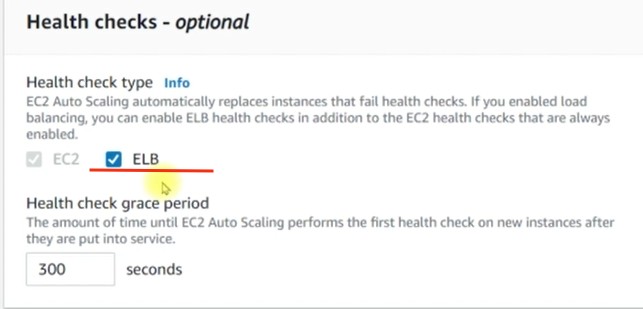 Health checks - optional
Health check type Info
EC2 Auto Scaling automatically replaces instances that fail health checks. If you enabled load
balancing, you can enable ELB health checks in addition to the EC2 health checks that are always
enabled.
EC2 ELB
Health check grace period
The amount of time until EC2 Auto Scaling performs the first health check on new instances after
they are put into service.
300 seconds